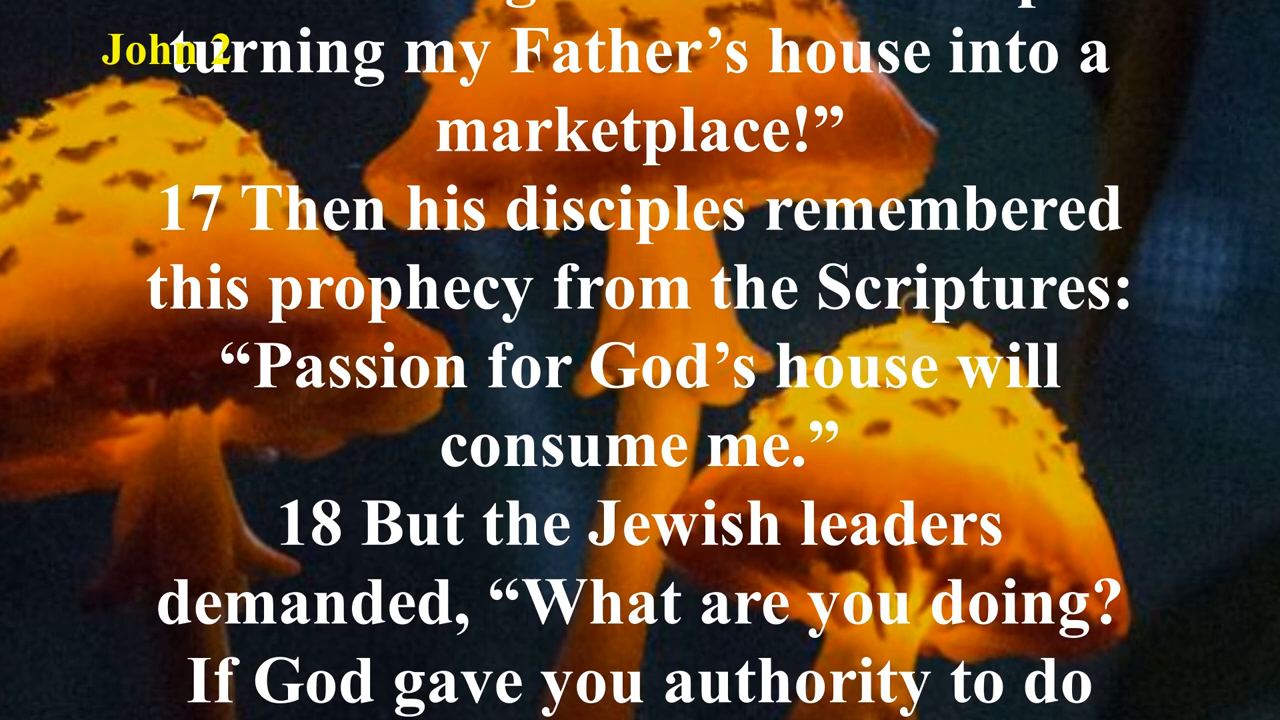 John 2
turning my Father’s house into a
marketplace!”
17 Then his disciples remembered
this prophecy from the Scriptures:
“Passion for God’s house will
consume me.”
18 But the Jewish leaders
demanded, “What are you doing?
If God gave you authority to do